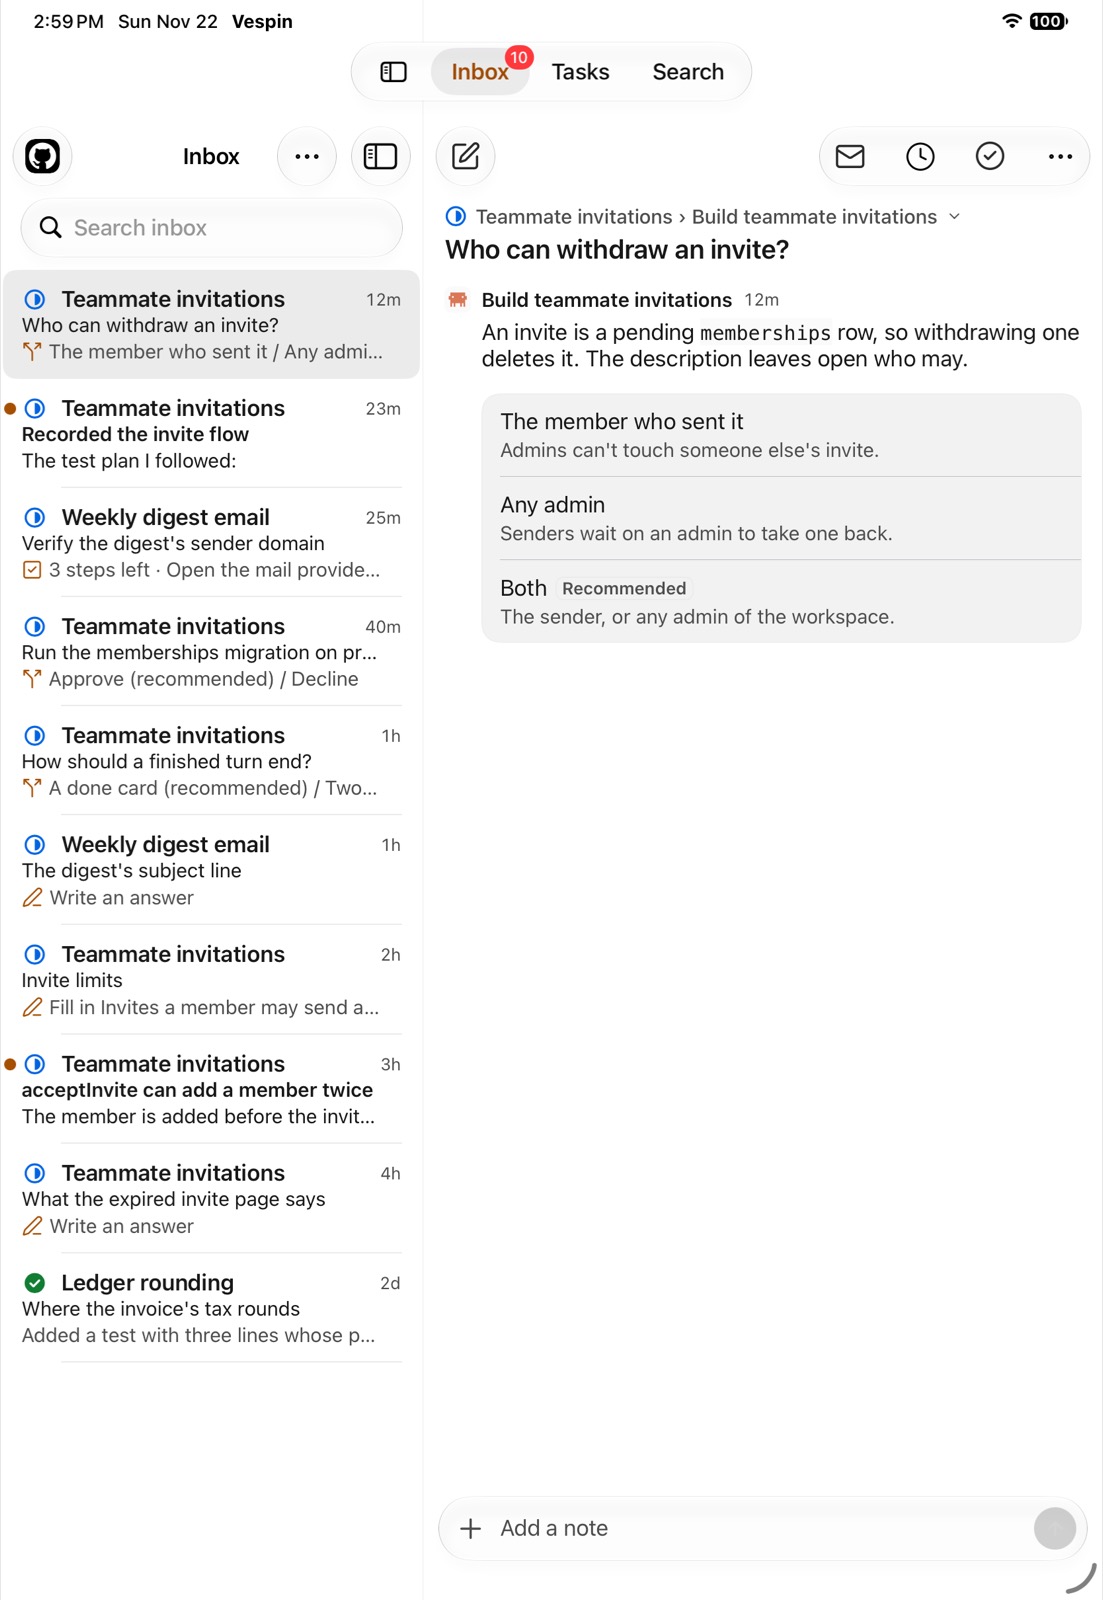 2:59 PM Sun Nov 22 Vespin
100
Inbox
10
Tasks
Search
Inbox
Search inbox
Teammate invitations 12m
Who can withdraw an invite?
The member who sent it / Any admi...
Teammate invitations 23m
Recorded the invite flow
The test plan I followed:
Weekly digest email 25m
Verify the digest's sender domain
3 steps left · Open the mail provide...
Teammate invitations 40m
Run the memberships migration on pr...
Approve (recommended) / Decline
Teammate invitations 1h
How should a finished turn end?
A done card (recommended) / Two...
Weekly digest email 1h
The digest's subject line
Write an answer
Teammate invitations 2h
Invite limits
Fill in Invites a member may send a...
Teammate invitations 3h
acceptInvite can add a member twice
The member is added before the invit...
Teammate invitations 4h
What the expired invite page says
Write an answer
Ledger rounding 2d
Where the invoice's tax rounds
Added a test with three lines whose p...
Teammate invitations › Build teammate invitations
Who can withdraw an invite?
Build teammate invitations 12m
An invite is a pending memberships row, so withdrawing one
deletes it. The description leaves open who may.
The member who sent it
Admins can't touch someone else's invite.
Any admin
Senders wait on an admin to take one back.
Both Recommended
The sender, or any admin of the workspace.
Add a note